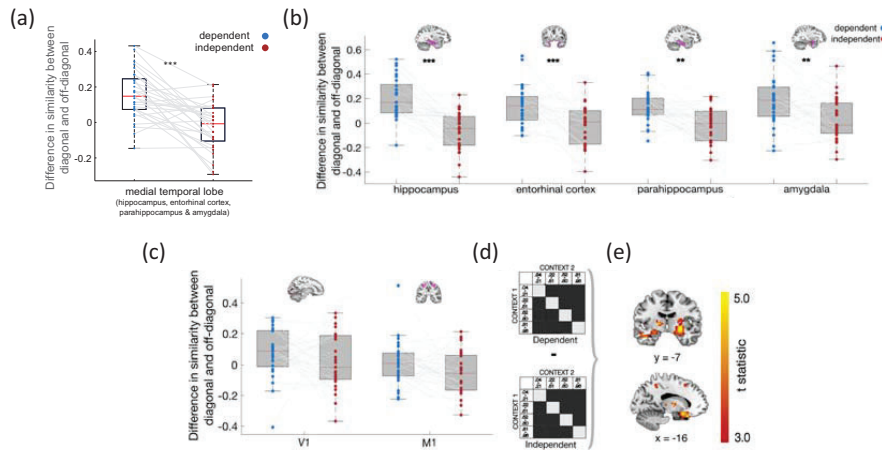 (a)
Difference in similarity between
diagonal and off-diagonal
0.4
0.2
0
-0.2
***
dependent
independent
medial temporal lobe
(hippocampus, entorhinal cortex,
parahippocampus & amygdala)
(b)
Difference in similarity between
diagonal and off-diagonal
0.6
0.4
0.2
0
-0.2
-0.4
***
***
**
**
dependent
independent
hippocampus
entorhinal cortex
parahippocampus
amygdala
(c)
Difference in similarity between
diagonal and off-diagonal
0.4
0.2
0
-0.2
-0.4
V1
M1
(d)
CONTEXT 2
CONTEXT 1
Dependent
-
CONTEXT 2
CONTEXT 1
Independent
(e)
y = -7
x = -16
5.0
t statistic
3.0